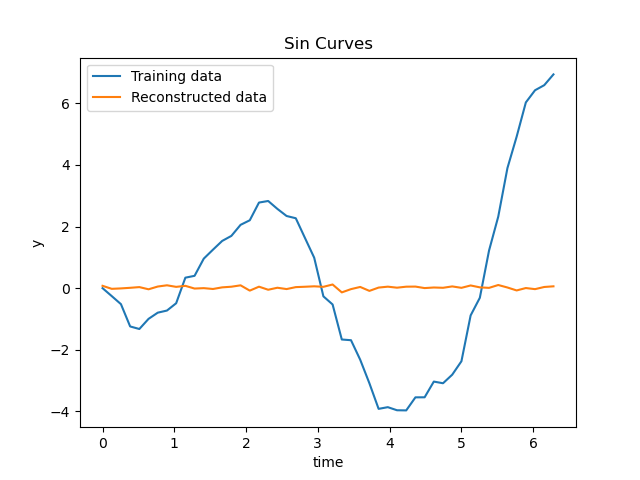 Sin Curves
Training data
Reconstructed data
6
4
2
0
−2
−4
y
0 1 2 3 4 5 6
time